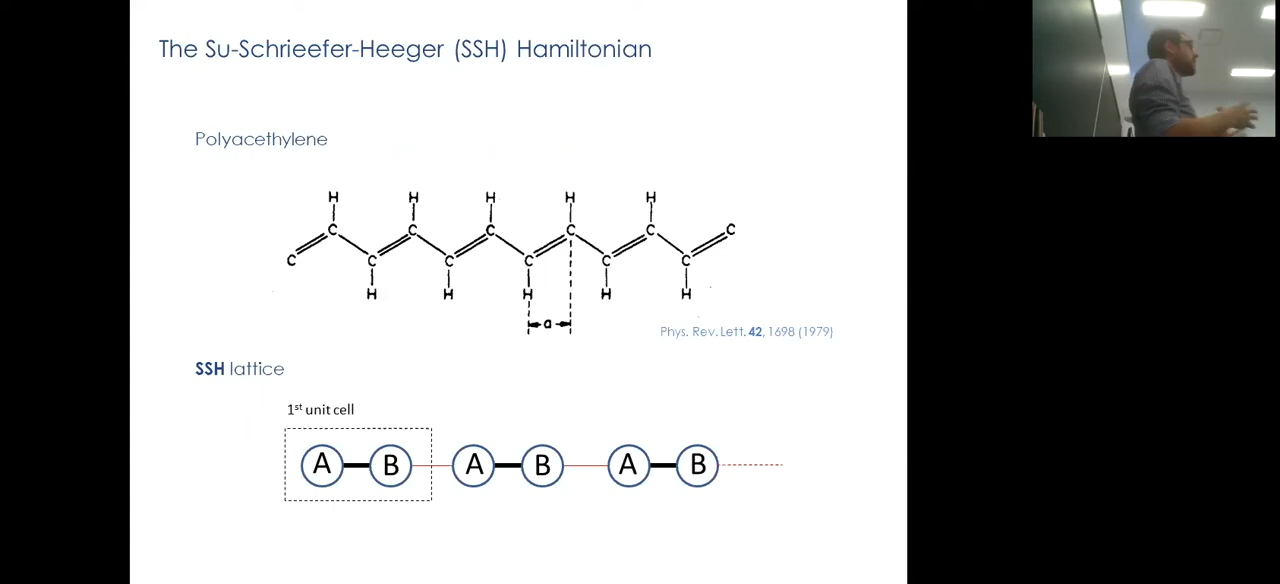 The Su-Schrieefer-Heeger (SSH) Hamiltonian
Polyacethylene
H H H H H
C C C C C C
C C C C C C
H H H H H
a
Phys. Rev. Lett. 42, 1698 (1979)
SSH lattice
1st unit cell
A B A B A B